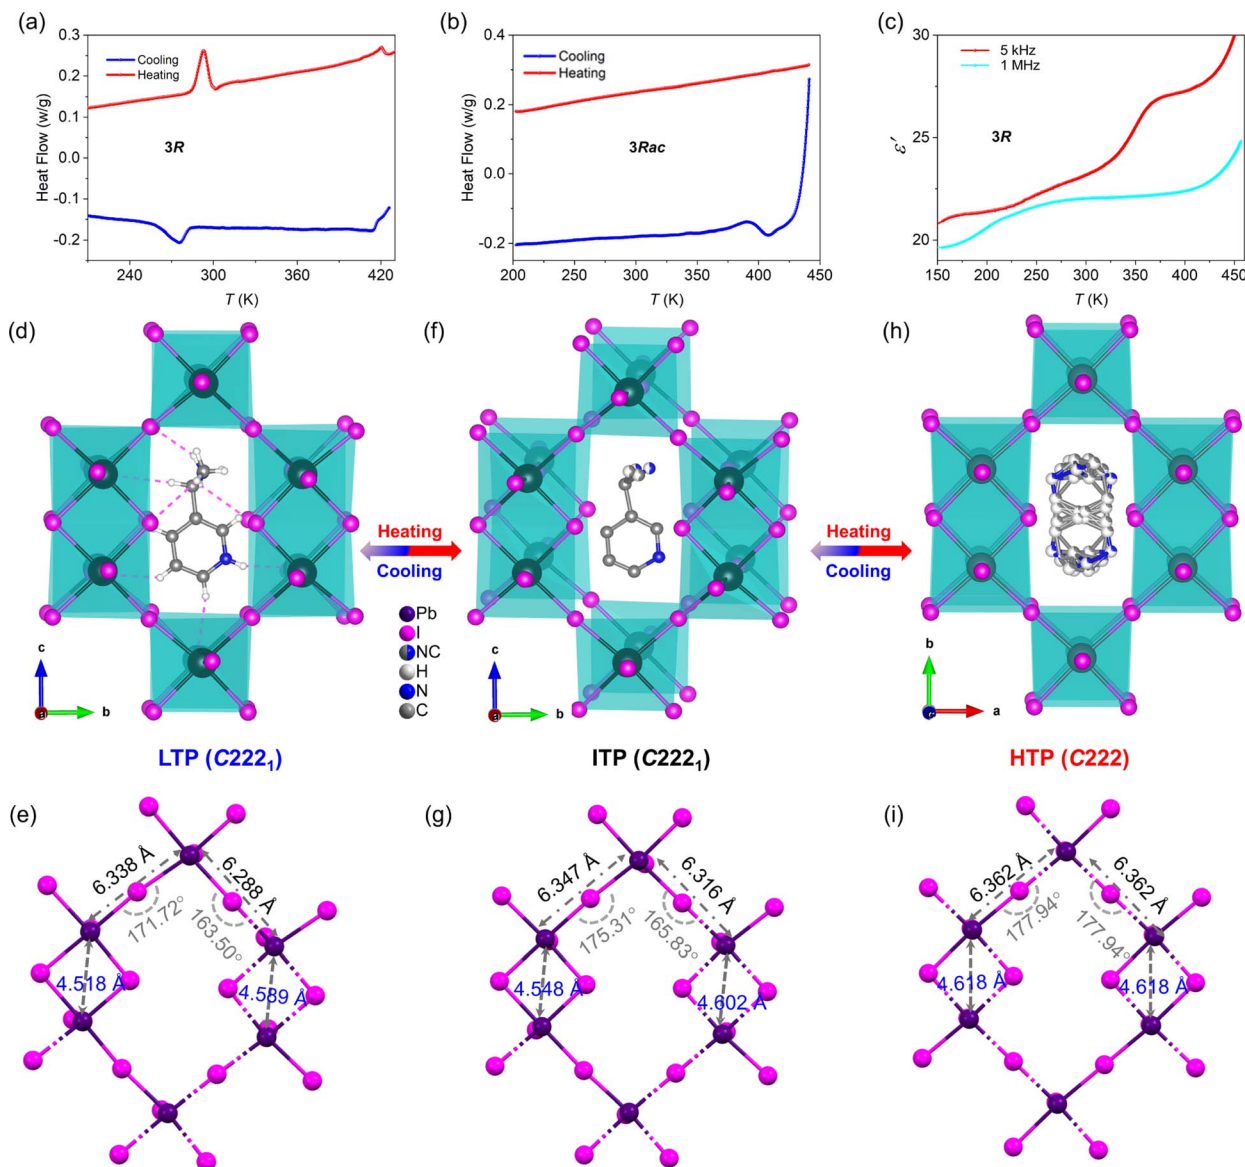 (a)
0.3
0.2
0.1
0.0
-0.1
-0.2
Heat Flow (w/g)
Cooling
Heating
3R
240
300
360
420
T (K)
(b)
0.4
0.2
0.0
-0.2
Heat Flow (w/g)
Cooling
Heating
3Rac
200
250
300
350
400
450
T (K)
(c)
30
25
20
ε′
5 kHz
1 MHz
3R
150
200
250
300
350
400
450
T (K)
(d)
c
a
b
(f)
Heating
Cooling
Pb
I
NC
H
N
C
c
a
b
(h)
Heating
Cooling
b
c
a
LTP (C222₁)
ITP (C222₁)
HTP (C222)
(e)
6.338 Å
6.288 Å
171.72°
163.50°
4.518 Å
4.589 Å
(g)
6.347 Å
6.316 Å
175.31°
165.83°
4.548 Å
4.602 Å
(i)
6.362 Å
6.362 Å
177.94°
177.94°
4.618 Å
4.618 Å